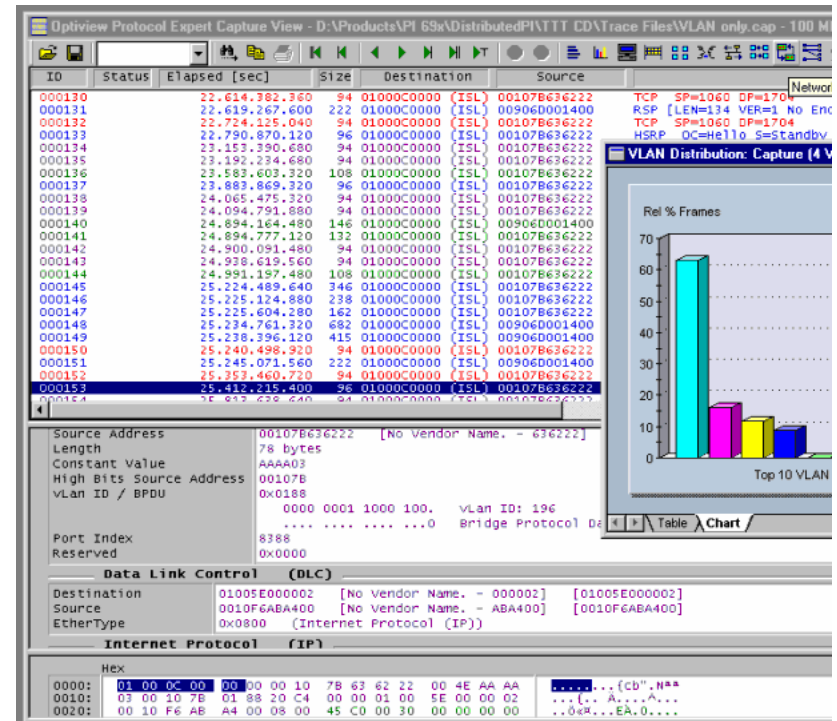 Optiview Protocol Expert Capture View - D:\Products\PI 69x\DistributedPI\TTT CD\Trace Files\VLAN only.cap - 100 M
ID Status Elapsed [sec] Size Destination Source
Networ
000130 22.614.382.360 94 01000C0000 (ISL) 00107B636222 TCP SP=1060 DP=1704
000131 22.619.267.600 222 01000C0000 (ISL) 00906D001400 RSP [LEN=134 VER=1 No Enc
000132 22.724.125.040 94 01000C0000 (ISL) 00107B636222 TCP SP=1060 DP=1704
000133 22.790.870.120 96 01000C0000 (ISL) 00107B636222 HSRP OC=Hello S=Standby
000134 23.153.390.680 94 01000C0000 (ISL) 00107B636222
000135 23.192.234.680 94 01000C0000 (ISL) 00107B636222
000136 23.583.603.320 108 01000C0000 (ISL) 00107B636222
000137 23.883.869.320 96 01000C0000 (ISL) 00107B636222
000138 24.065.475.320 94 01000C0000 (ISL) 00107B636222
000139 24.094.791.880 94 01000C0000 (ISL) 00107B636222
000140 24.894.164.480 146 01000C0000 (ISL) 00906D001400
000141 24.894.777.120 132 01000C0000 (ISL) 00107B636222
000142 24.900.091.480 94 01000C0000 (ISL) 00107B636222
000143 24.938.619.560 94 01000C0000 (ISL) 00107B636222
000144 24.991.197.480 108 01000C0000 (ISL) 00107B636222
000145 25.224.489.640 346 01000C0000 (ISL) 00107B636222
000146 25.225.124.880 238 01000C0000 (ISL) 00107B636222
000147 25.225.604.280 162 01000C0000 (ISL) 00107B636222
000148 25.234.761.320 682 01000C0000 (ISL) 00906D001400
000149 25.238.396.120 415 01000C0000 (ISL) 00906D001400
000150 25.240.498.920 94 01000C0000 (ISL) 00107B636222
000151 25.245.071.560 222 01000C0000 (ISL) 00906D001400
000152 25.353.460.720 94 01000C0000 (ISL) 00107B636222
000153 25.412.215.400 96 01000C0000 (ISL) 00107B636222
000154 25.813.638.640 94 01000C0000 (ISL) 00107B636222
VLAN Distribution: Capture (4 V
Rel % Frames
70
60
50
40
30
20
10
0
Top 10 VLAN
Table Chart
Source Address 00107B636222 [No Vendor Name. - 636222]
Length 78 bytes
Constant Value AAAA03
High Bits Source Address 00107B
vLan ID / BPDU 0x0188
0000 0001 1000 100. vLan ID: 196
.... .... .... ...0 Bridge Protocol Da
Port Index 8388
Reserved 0x0000
Data Link Control (DLC)
Destination 01005E000002 [No Vendor Name. - 000002] [01005E000002]
Source 0010F6ABA400 [No Vendor Name. - ABA400] [0010F6ABA400]
EtherType 0x0800 (Internet Protocol (IP))
Internet Protocol (IP)
Hex
0000: 01 00 0C 00 00 00 00 10 7B 63 62 22 00 4E AA AA ........{cb".Nªª
0010: 03 00 10 7B 01 88 20 C4 00 00 01 00 5E 00 00 02 ...{.. Ä....^...
0020: 00 10 F6 AB A4 00 08 00 45 C0 00 30 00 00 00 00 ..ö«¤...EÀ.0....